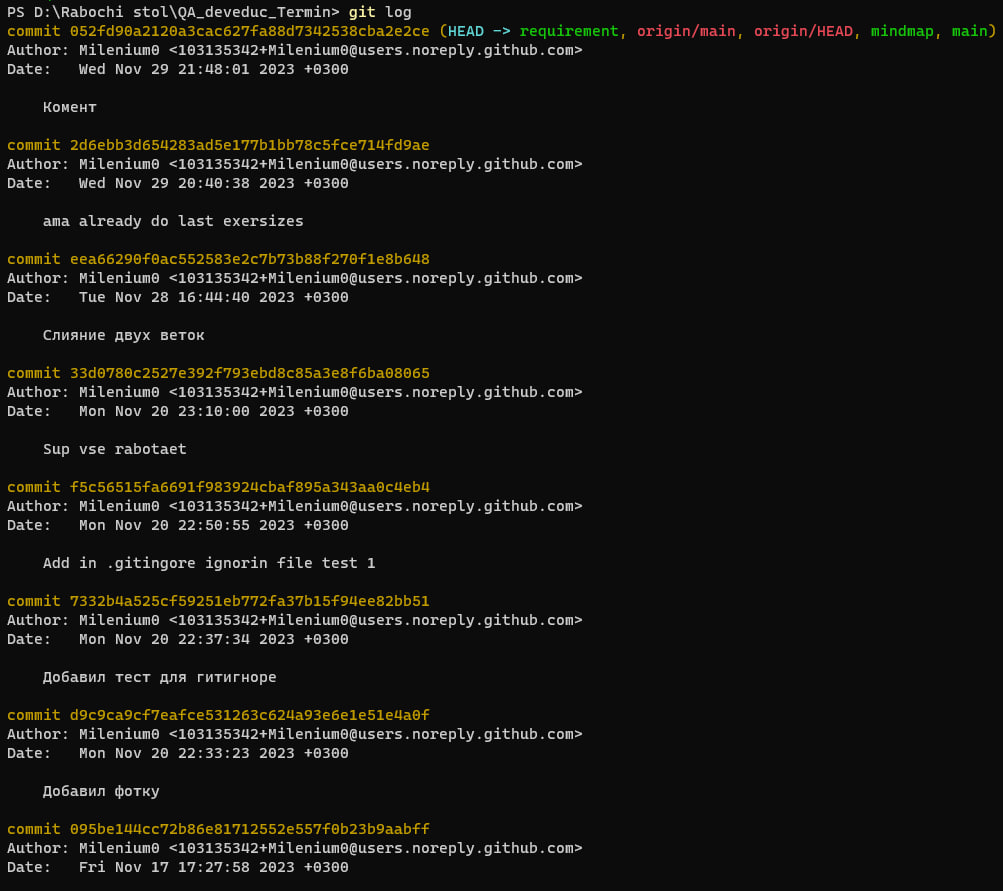 PS D:\Rabochi stol\QA_deveduc_Termin> git log
commit 052fd90a2120a3cac627fa88d7342538cba2e2ce (HEAD -> requirement, origin/main, origin/HEAD, mindmap, main)
Author: Milenium0 <103135342+Milenium0@users.noreply.github.com>
Date:   Wed Nov 29 21:48:01 2023 +0300
Комент
commit 2d6ebb3d654283ad5e177b1bb78c5fce714fd9ae
Author: Milenium0 <103135342+Milenium0@users.noreply.github.com>
Date:   Wed Nov 29 20:40:38 2023 +0300
ama already do last exersizes
commit eea66290f0ac552583e2c7b73b88f270f1e8b648
Author: Milenium0 <103135342+Milenium0@users.noreply.github.com>
Date:   Tue Nov 28 16:44:40 2023 +0300
Слияние двух веток
commit 33d0780c2527e392f793ebd8c85a3e8f6ba08065
Author: Milenium0 <103135342+Milenium0@users.noreply.github.com>
Date:   Mon Nov 20 23:10:00 2023 +0300
Sup vse rabotaet
commit f5c56515fa6691f983924cbaf895a343aa0c4eb4
Author: Milenium0 <103135342+Milenium0@users.noreply.github.com>
Date:   Mon Nov 20 22:50:55 2023 +0300
Add in .gitingore ignorin file test 1
commit 7332b4a525cf59251eb772fa37b15f94ee82bb51
Author: Milenium0 <103135342+Milenium0@users.noreply.github.com>
Date:   Mon Nov 20 22:37:34 2023 +0300
Добавил тест для гитигноре
commit d9c9ca9cf7eafce531263c624a93e6e1e51e4a0f
Author: Milenium0 <103135342+Milenium0@users.noreply.github.com>
Date:   Mon Nov 20 22:33:23 2023 +0300
Добавил фотку
commit 095be144cc72b86e81712552e557f0b23b9aabff
Author: Milenium0 <103135342+Milenium0@users.noreply.github.com>
Date:   Fri Nov 17 17:27:58 2023 +0300